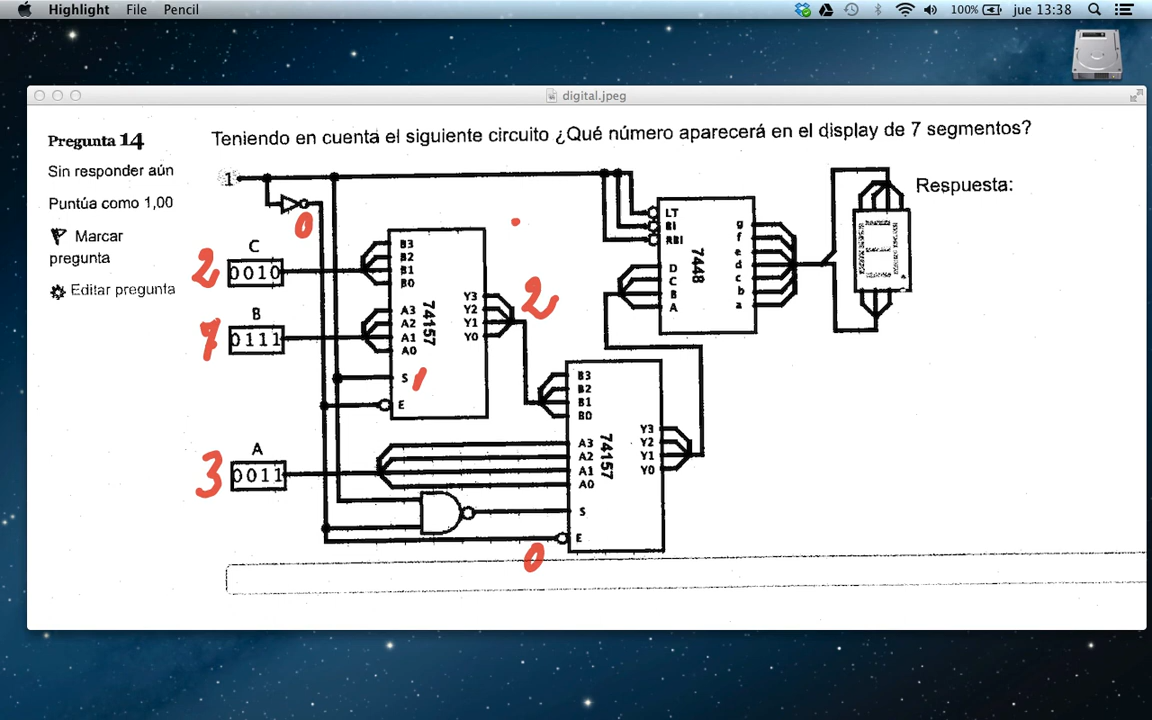 Highlight File Pencil 100% jue 13:38
digital.jpeg
Pregunta 14
Sin responder aún
Puntúa como 1,00
Marcar
pregunta
Editar pregunta
Teniendo en cuenta el siguiente circuito ¿Qué número aparecerá en el display de 7 segmentos?
Respuesta:
1
0
C
2 0010
B
7 0111
A
3 0011
B3
B2
B1
B0
A3
A2
A1
A0
S 1
E
74157
Y3
Y2
Y1
Y0
2
LT
BI
RBI
D
C
B
A
7448
g
f
e
d
c
b
a
B3
B2
B1
B0
A3
A2
A1
A0
S
E
0
74157
Y3
Y2
Y1
Y0